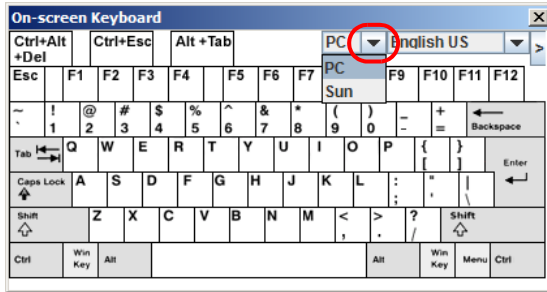 On-screen Keyboard X
Ctrl+Alt +Del Ctrl+Esc Alt +Tab PC English US >
PC
Sun
Esc F1 F2 F3 F4 F5 F6 F7 F9 F10 F11 F12
~ ` ! 1 @ 2 # 3 $ 4 % 5 ^ 6 & 7 * 8 ( 9 ) 0 _ - + = Backspace
Tab Q W E R T Y U I O P { [ } ] Enter
Caps Lock A S D F G H J K L : ; " ' | \
Shift Z X C V B N M < , > . ? / Shift
Ctrl Win Key Alt Alt Win Key Menu Ctrl